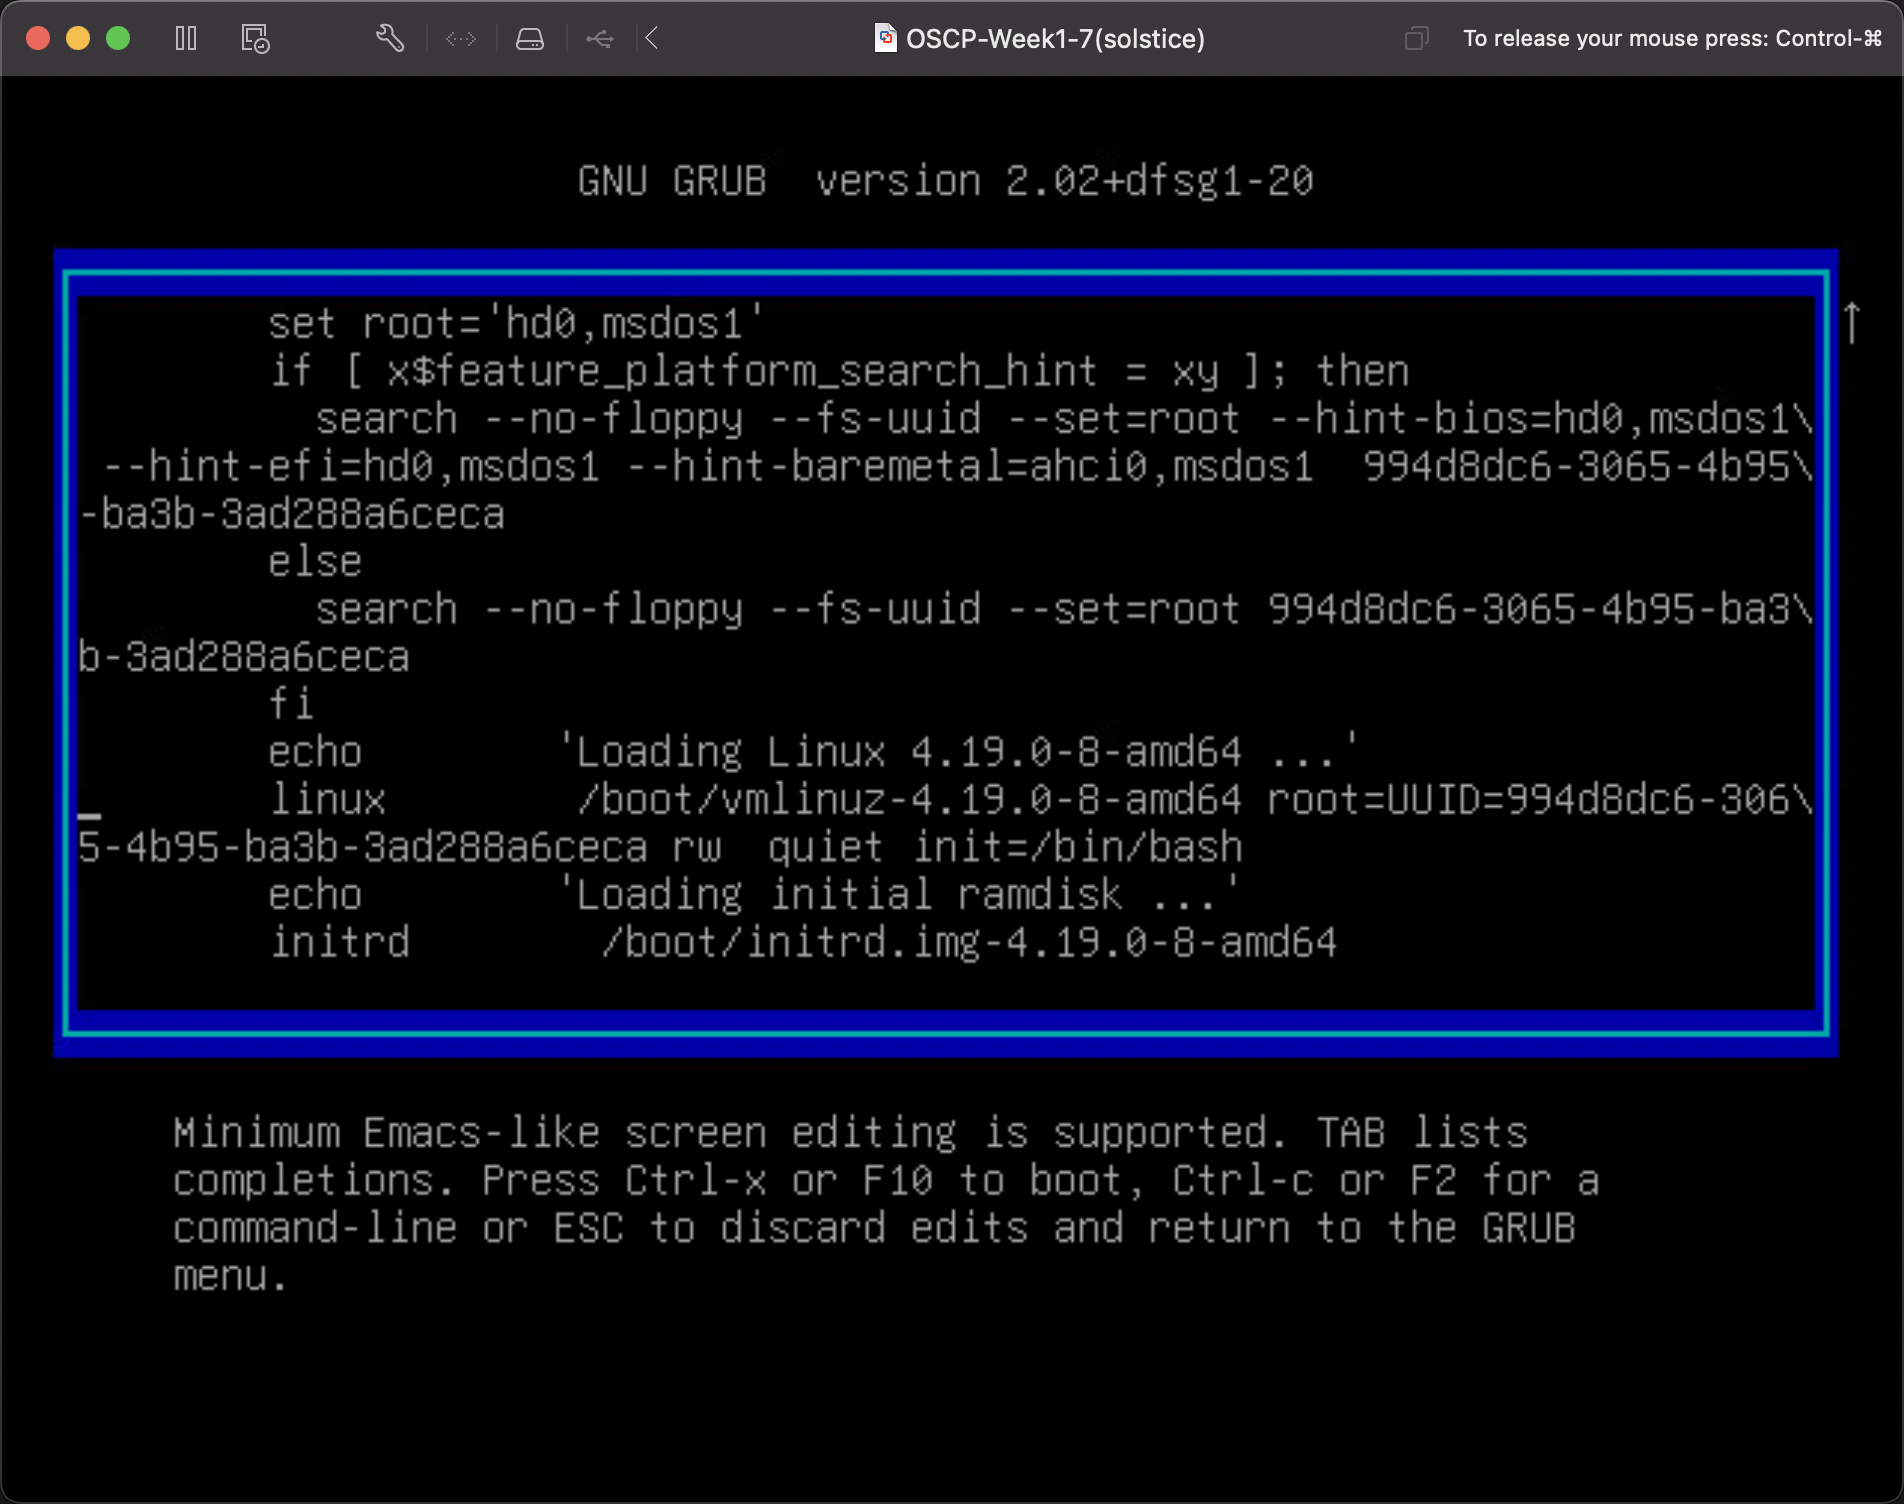 OSCP-Week1-7(solstice)
To release your mouse press: Control-⌘
GNU GRUB  version 2.02+dfsg1-20
set root='hd0,msdos1'
if [ x$feature_platform_search_hint = xy ]; then
search --no-floppy --fs-uuid --set=root --hint-bios=hd0,msdos1\
--hint-efi=hd0,msdos1 --hint-baremetal=ahci0,msdos1  994d8dc6-3065-4b95\
-ba3b-3ad288a6ceca
else
search --no-floppy --fs-uuid --set=root 994d8dc6-3065-4b95-ba3\
b-3ad288a6ceca
fi
echo        'Loading Linux 4.19.0-8-amd64 ...'
linux        /boot/vmlinuz-4.19.0-8-amd64 root=UUID=994d8dc6-306\
5-4b95-ba3b-3ad288a6ceca rw  quiet init=/bin/bash
echo        'Loading initial ramdisk ...'
initrd        /boot/initrd.img-4.19.0-8-amd64
Minimum Emacs-like screen editing is supported. TAB lists
completions. Press Ctrl-x or F10 to boot, Ctrl-c or F2 for a
command-line or ESC to discard edits and return to the GRUB
menu.